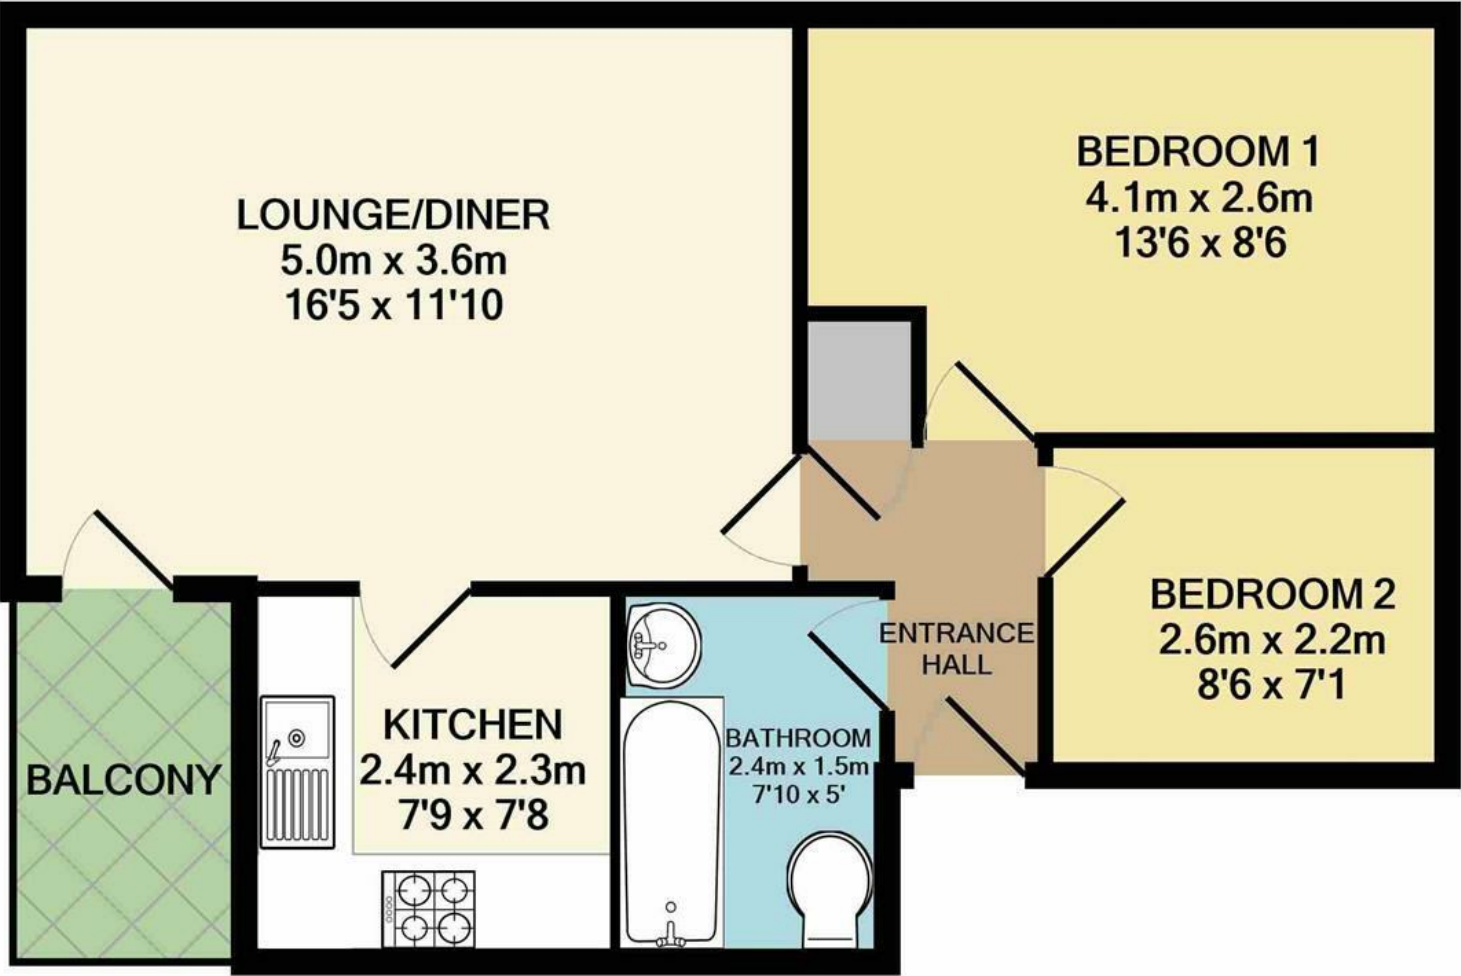 LOUNGE/DINER
5.0m x 3.6m
16'5 x 11'10
BEDROOM 1
4.1m x 2.6m
13'6 x 8'6
BEDROOM 2
2.6m x 2.2m
8'6 x 7'1
ENTRANCE
HALL
BALCONY
KITCHEN
2.4m x 2.3m
7'9 x 7'8
BATHROOM
2.4m x 1.5m
7'10 x 5'